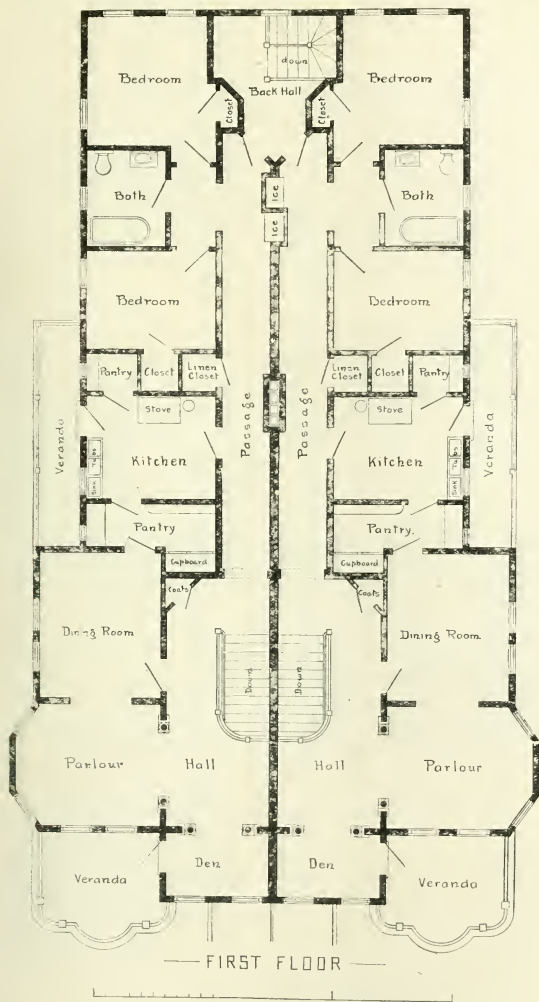 down
Bedroom
Back Hall
Bedroom
Closet
Closet
Bath
Ice
Ice
Bath
Bedroom
Bedroom
Pantry
Closet
Linen
Closet
Linen
Closet
Closet
Pantry
Stove
Stove
Veranda
Passage
Passage
Veranda
Kitchen
Kitchen
Sink
Tubs
Sink
Tubs
Pantry
Pantry.
Cupboard
Cupboard
Coats
Coats
Dining Room
Dining Room
Down
Down
Parlour
Hall
Hall
Parlour
Den
Den
Veranda
Veranda
— FIRST FLOOR —